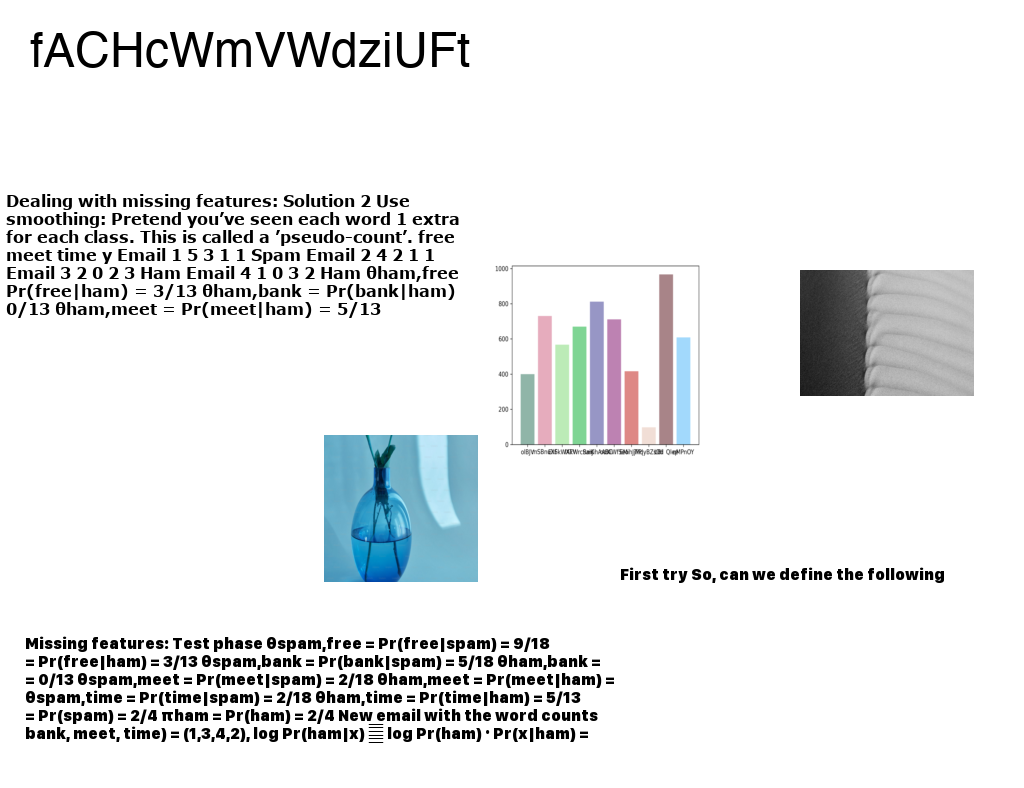 fACHcWmVWdziUFt
Dealing with missing features: Solution 2 Use
smoothing: Pretend you’ve seen each word 1 extra
for each class. This is called a ’pseudo-count’. free
meet time y Email 1 5 3 1 1 Spam Email 2 4 2 1 1
Email 3 2 0 2 3 Ham Email 4 1 0 3 2 Ham θham,free
Pr(free|ham) = 3/13 θham,bank = Pr(bank|ham)
0/13 θham,meet = Pr(meet|ham) = 5/13
1000
800
600
400
200
0
First try So, can we define the following
Missing features: Test phase θspam,free = Pr(free|spam) = 9/18
= Pr(free|ham) = 3/13 θspam,bank = Pr(bank|spam) = 5/18 θham,bank =
= 0/13 θspam,meet = Pr(meet|spam) = 2/18 θham,meet = Pr(meet|ham) =
θspam,time = Pr(time|spam) = 2/18 θham,time = Pr(time|ham) = 5/13
= Pr(spam) = 2/4 πham = Pr(ham) = 2/4 New email with the word counts
bank, meet, time) = (1,3,4,2), log Pr(ham|x) log Pr(ham) · Pr(x|ham) =